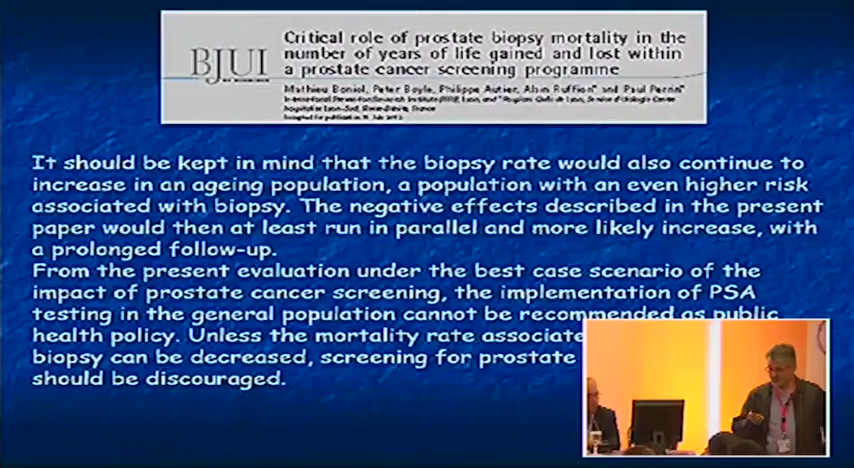 Critical role of prostate biopsy mortality in the
BJUI
number of years of life gained and lost within
a prostate cancer screening programme
Mathieu Boniol, Peter Boyle, Philippe Autier, Alain Ruffion* and Paul Perrin*
It should be kept in mind that the biopsy rate would also continue to
increase in an ageing population, a population with an even higher risk
associated with biopsy. The negative effects described in the present
paper would then at least run in parallel and more likely increase, with
a prolonged follow-up.
From the present evaluation under the best case scenario of the
impact of prostate cancer screening, the implementation of PSA
testing in the general population cannot be recommended as public
health policy. Unless the mortality rate associate
biopsy can be decreased, screening for prostate
should be discouraged.